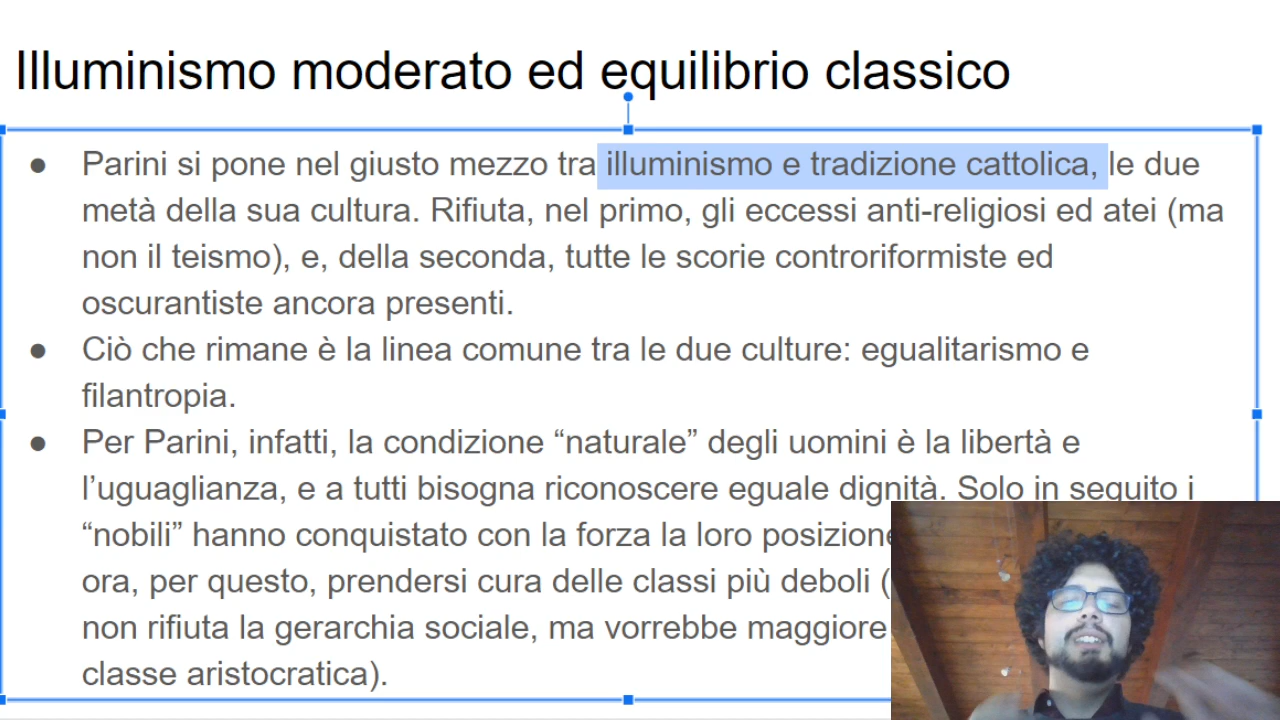 Illuminismo moderato ed equilibrio classico
● Parini si pone nel giusto mezzo tra illuminismo e tradizione cattolica, le due
metà della sua cultura. Rifiuta, nel primo, gli eccessi anti-religiosi ed atei (ma
non il teismo), e, della seconda, tutte le scorie controriformiste ed
oscurantiste ancora presenti.
● Ciò che rimane è la linea comune tra le due culture: egualitarismo e
filantropia.
● Per Parini, infatti, la condizione “naturale” degli uomini è la libertà e
l’uguaglianza, e a tutti bisogna riconoscere eguale dignità. Solo in seguito i
“nobili” hanno conquistato con la forza la loro posizione
ora, per questo, prendersi cura delle classi più deboli (
non rifiuta la gerarchia sociale, ma vorrebbe maggiore
classe aristocratica).